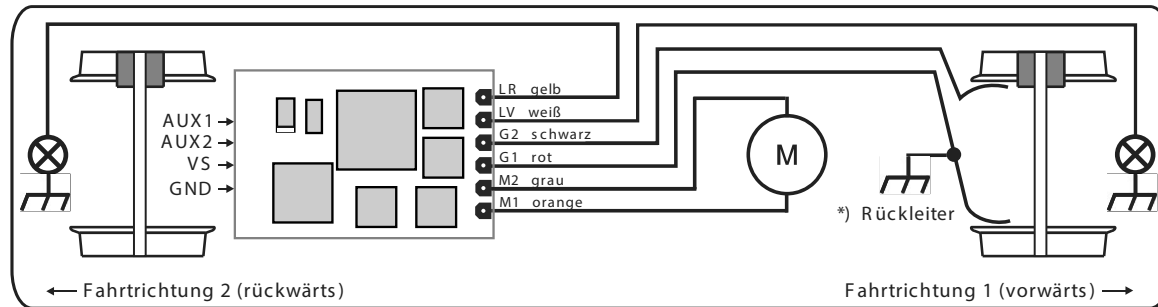 LR gelb
LV weiß
G2 schwarz
G1 rot
M2 grau
M1 orange
AUX1
AUX2
VS
GND
M
*) Rückleiter
Fahrtrichtung 2 (rückwärts)
Fahrtrichtung 1 (vorwärts)